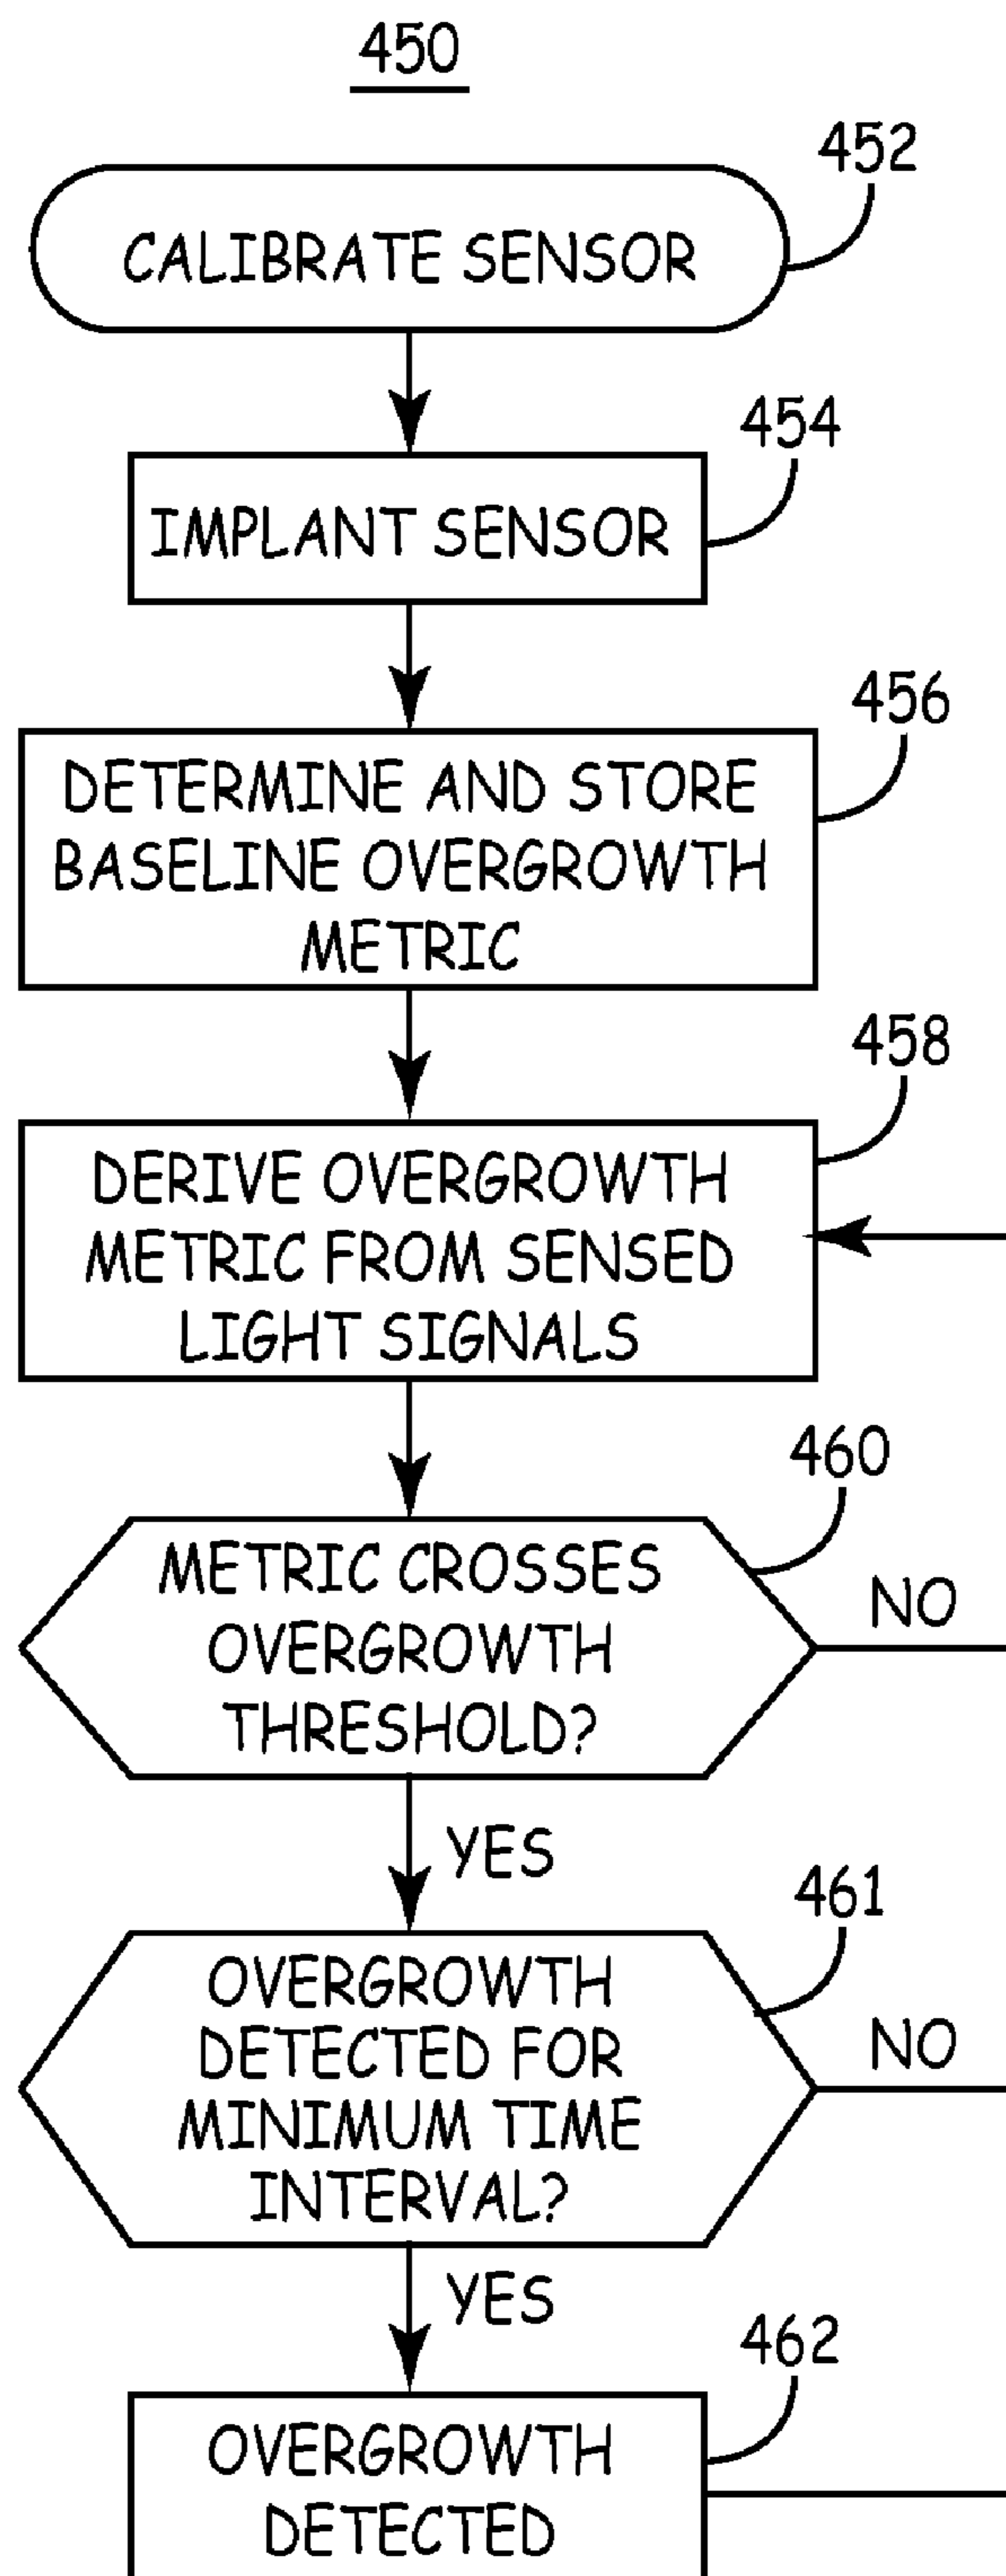 450
452
CALIBRATE SENSOR
454
IMPLANT SENSOR
456
DETERMINE AND STORE
BASELINE OVERGROWTH
METRIC
458
DERIVE OVERGROWTH
METRIC FROM SENSED
LIGHT SIGNALS
460
METRIC CROSSES
OVERGROWTH
THRESHOLD?
NO
YES
461
OVERGROWTH
DETECTED FOR
MINIMUM TIME
INTERVAL?
NO
YES
462
OVERGROWTH
DETECTED